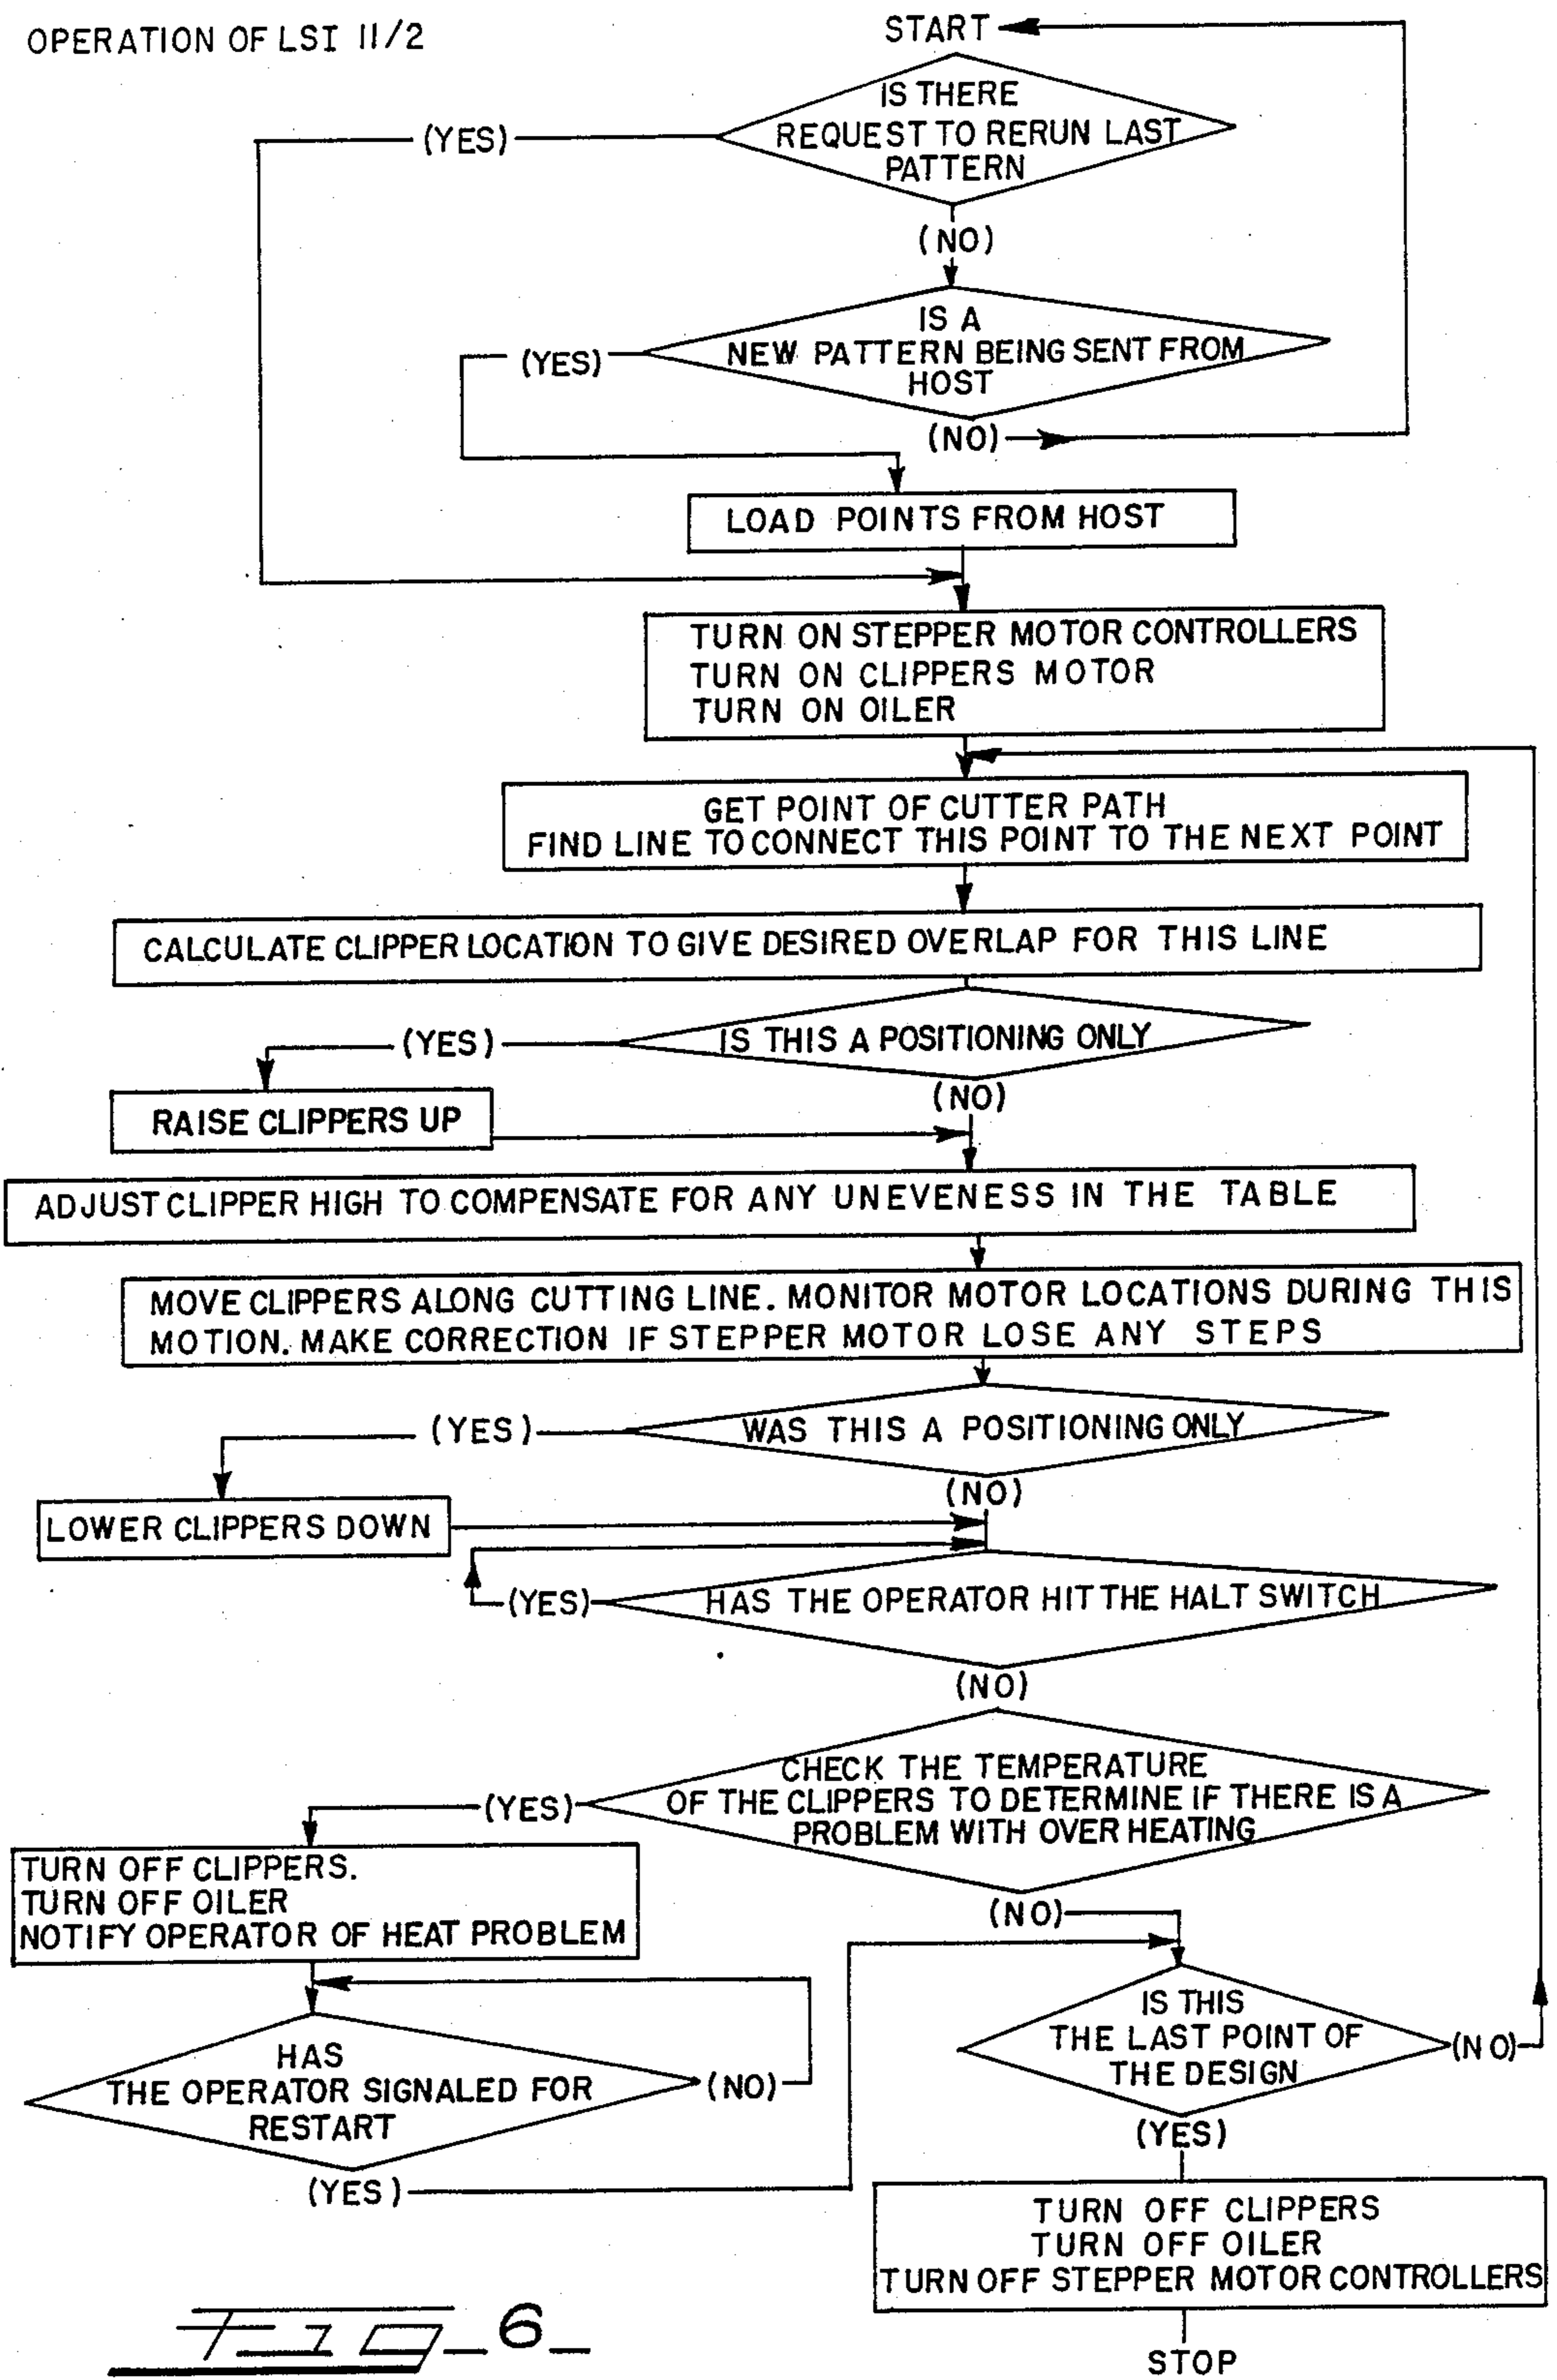 OPERATION OF LSI 11/2
START
IS THERE
REQUEST TO RERUN LAST
PATTERN
(YES)
(NO)
IS A
NEW PATTERN BEING SENT FROM
HOST
(YES)
(NO)
LOAD POINTS FROM HOST
TURN ON STEPPER MOTOR CONTROLLERS
TURN ON CLIPPERS MOTOR
TURN ON OILER
GET POINT OF CUTTER PATH
FIND LINE TO CONNECT THIS POINT TO THE NEXT POINT
CALCULATE CLIPPER LOCATION TO GIVE DESIRED OVERLAP FOR THIS LINE
IS THIS A POSITIONING ONLY
(YES)
(NO)
RAISE CLIPPERS UP
ADJUST CLIPPER HIGH TO COMPENSATE FOR ANY UNEVENESS IN THE TABLE
MOVE CLIPPERS ALONG CUTTING LINE. MONITOR MOTOR LOCATIONS DURING THIS
MOTION. MAKE CORRECTION IF STEPPER MOTOR LOSE ANY STEPS
WAS THIS A POSITIONING ONLY
(YES)
(NO)
LOWER CLIPPERS DOWN
HAS THE OPERATOR HIT THE HALT SWITCH
(YES)
(NO)
CHECK THE TEMPERATURE
OF THE CLIPPERS TO DETERMINE IF THERE IS A
PROBLEM WITH OVER HEATING
(YES)
(NO)
TURN OFF CLIPPERS.
TURN OFF OILER
NOTIFY OPERATOR OF HEAT PROBLEM
HAS
THE OPERATOR SIGNALED FOR
RESTART
(NO)
(YES)
IS THIS
THE LAST POINT OF
THE DESIGN
(NO)
(YES)
TURN OFF CLIPPERS
TURN OFF OILER
TURN OFF STEPPER MOTOR CONTROLLERS
STOP
FIG_6_